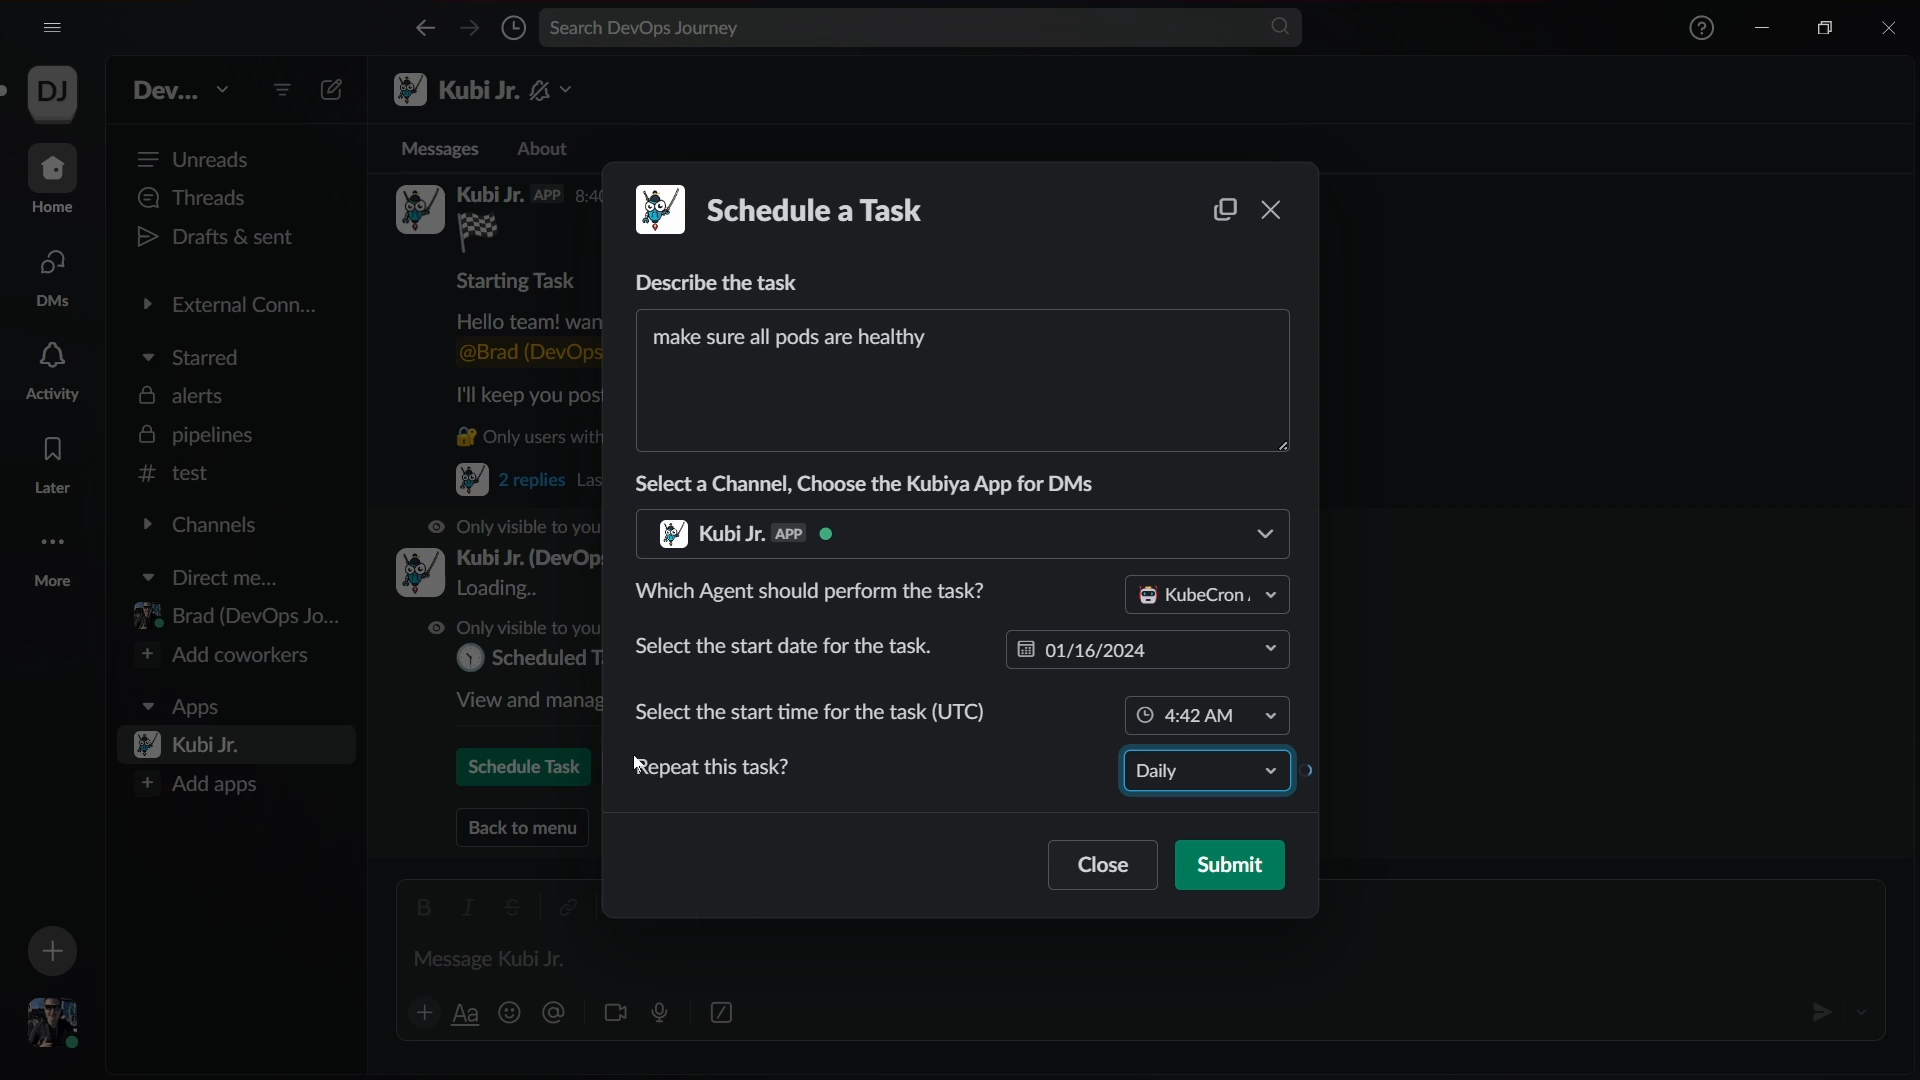 Search DevOps Journey
DJ
Home
DMs
Activity
Later
More
Dev...
Unreads
Threads
Drafts & sent
External Conn...
Starred
alerts
pipelines
test
Channels
Direct me...
Brad (DevOps Jo...
Add coworkers
Apps
Kubi Jr.
Add apps
Kubi Jr.
Messages About
Kubi Jr. APP 8:40
Starting Task
Hello team! wan
@Brad (DevOps
I'll keep you post
Only users with
2 replies Las
Only visible to you
Kubi Jr. (DevOp
Loading..
Only visible to you
Scheduled T
View and manag
Schedule Task
Back to menu
Schedule a Task
Describe the task
make sure all pods are healthy
Select a Channel, Choose the Kubiya App for DMs
Kubi Jr. APP
Which Agent should perform the task? KubeCron
Select the start date for the task. 01/16/2024
Select the start time for the task (UTC) 4:42 AM
Repeat this task? Daily
Close Submit
B I S
Message Kubi Jr.
Aa